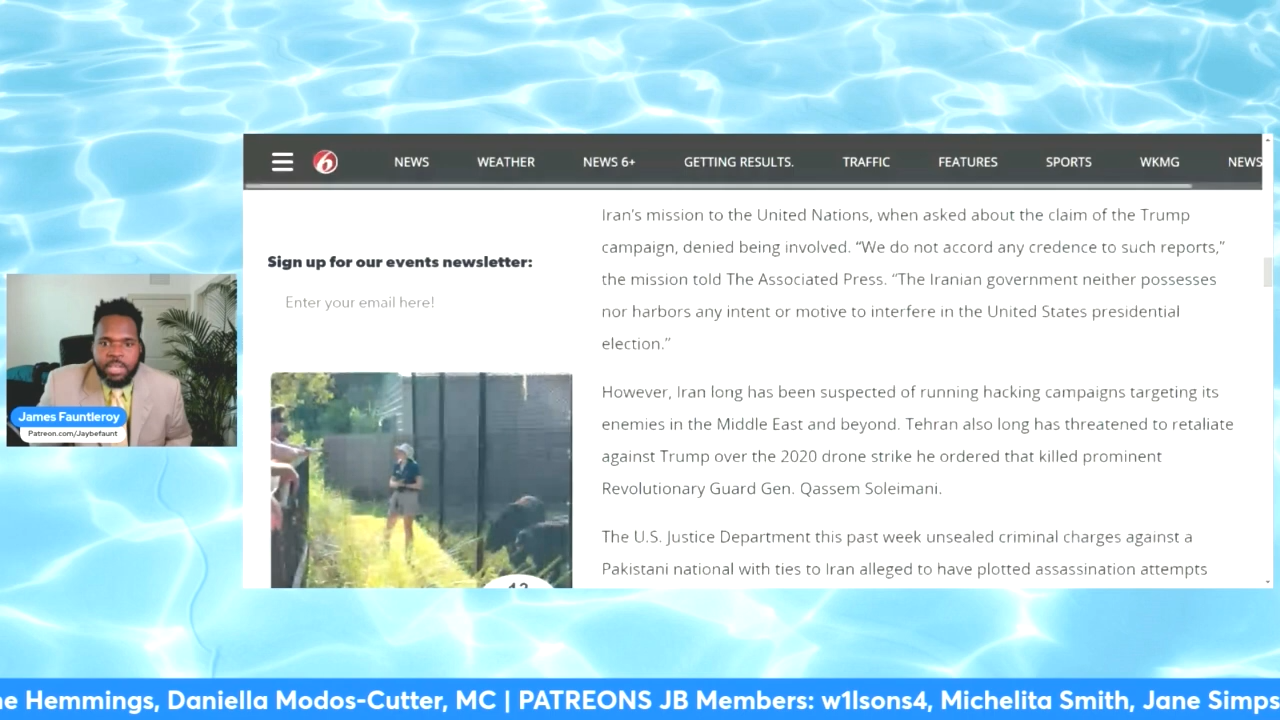 6
NEWS
WEATHER
NEWS 6+
GETTING RESULTS.
TRAFFIC
FEATURES
SPORTS
WKMG
NEWS
Sign up for our events newsletter:
Enter your email here!
Iran’s mission to the United Nations, when asked about the claim of the Trump
campaign, denied being involved. “We do not accord any credence to such reports,”
the mission told The Associated Press. “The Iranian government neither possesses
nor harbors any intent or motive to interfere in the United States presidential
election.”
However, Iran long has been suspected of running hacking campaigns targeting its
enemies in the Middle East and beyond. Tehran also long has threatened to retaliate
against Trump over the 2020 drone strike he ordered that killed prominent
Revolutionary Guard Gen. Qassem Soleimani.
The U.S. Justice Department this past week unsealed criminal charges against a
Pakistani national with ties to Iran alleged to have plotted assassination attempts
James Fauntleroy
Patreon.com/Jaybefaunt
ne Hemmings, Daniella Modos-Cutter, MC | PATREONS JB Members: w1lsons4, Michelita Smith, Jane Simps